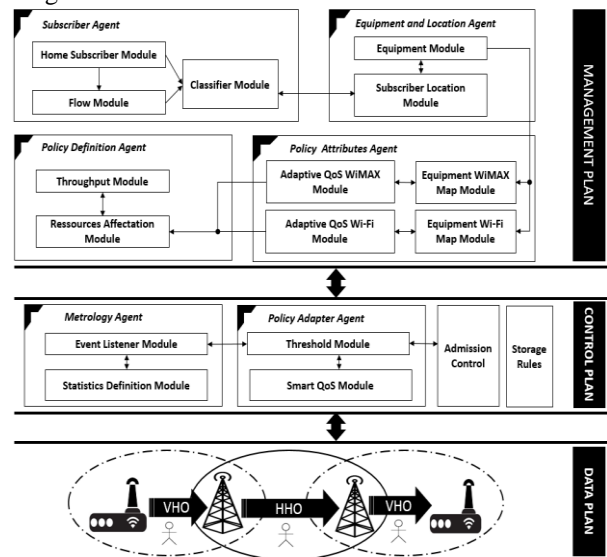 Subscriber Agent
Home Subscriber Module
Flow Module
Classifier Module
Equipment and Location Agent
Equipment Module
Subscriber Location
Module
Policy Definition Agent
Throughput Module
Ressources Affectation
Module
Policy Attributes Agent
Adaptive QoS WiMAX
Module
Equipment WiMAX
Map Module
Adaptive QoS Wi-Fi
Module
Equipment Wi-Fi
Map Module
MANAGEMENT PLAN
Metrology Agent
Event Listener Module
Statistics Definition Module
Policy Adapter Agent
Threshold Module
Smart QoS Module
Admission
Control
Storage
Rules
CONTROL PLAN
VHO
HHO
VHO
DATA PLAN